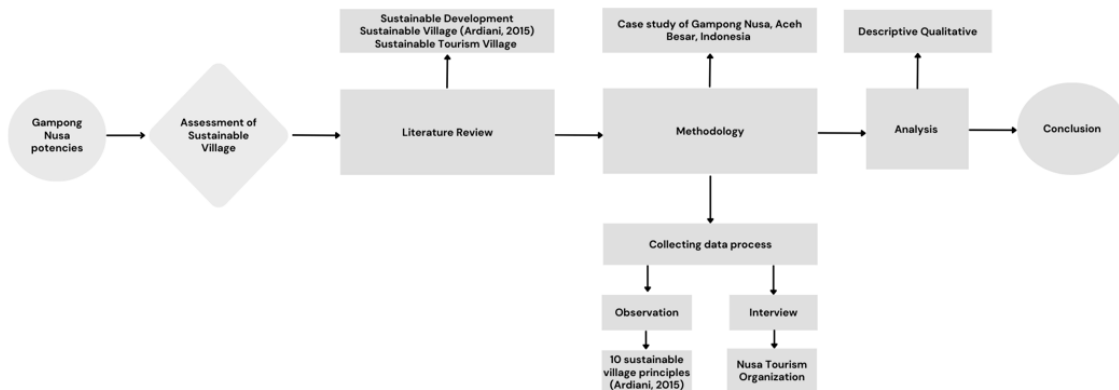 Sustainable Development
Sustainable Village (Ardiani, 2015)
Sustainable Tourism Village
Case study of Gampong Nusa, Aceh
Besar, Indonesia
Descriptive Qualitative
Gampong
Nusa
potencies
Assessment of
Sustainable
Village
Literature Review
Methodology
Analysis
Conclusion
Collecting data process
Observation
Interview
10 sustainable
village principles
(Ardiani, 2015)
Nusa Tourism
Organization